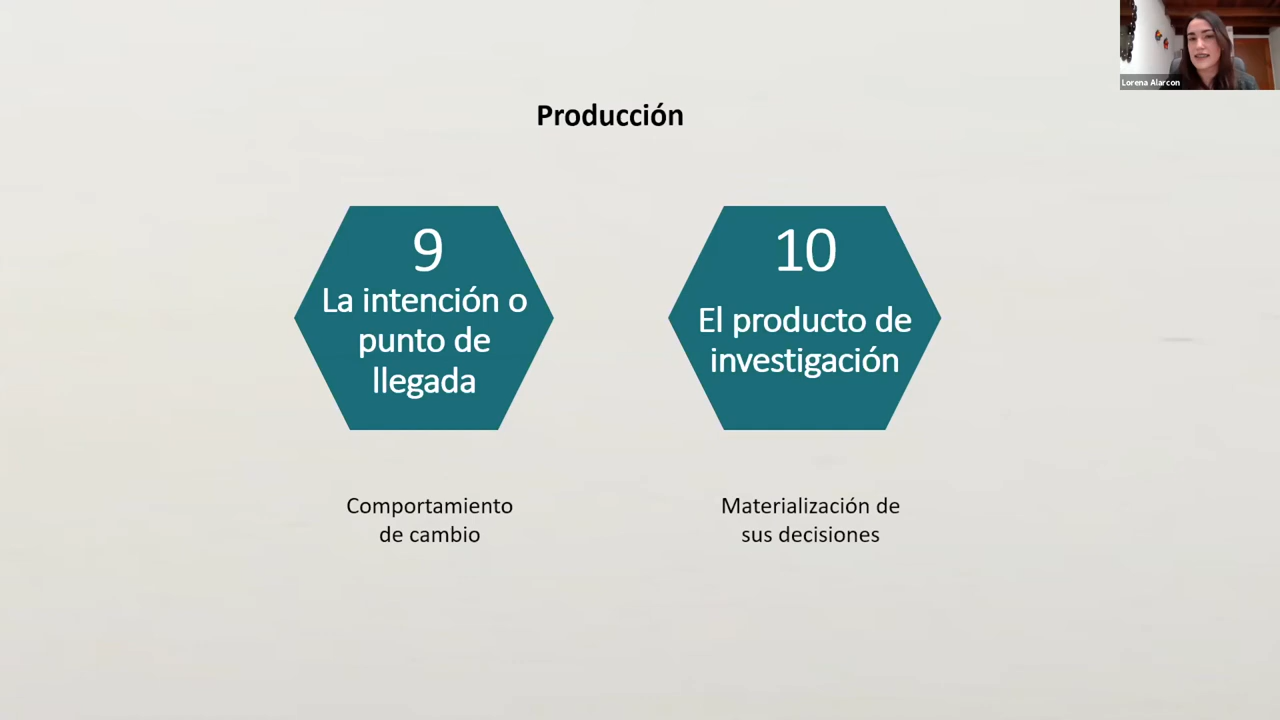 Lorena Alarcon
Producción
9
La intención o
punto de
llegada
10
El producto de
investigación
Comportamiento
de cambio
Materialización de
sus decisiones